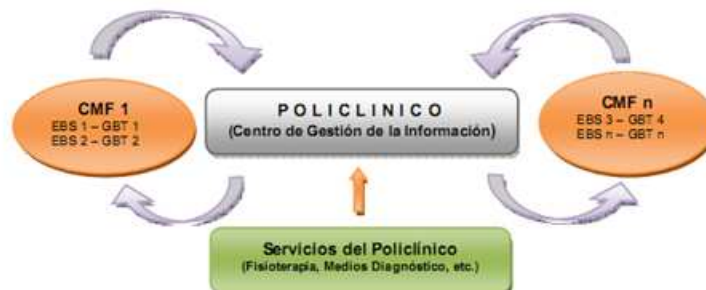 CMF 1
EBS 1 – GBT 1
EBS 2 – GBT 2
P O L I C L I N I C O
(Centro de Gestión de la Información)
CMF n
EBS 3 – GBT 4
EBS n – GBT n
Servicios del Policlínico
(Fisioterapia, Medios Diagnóstico, etc.)